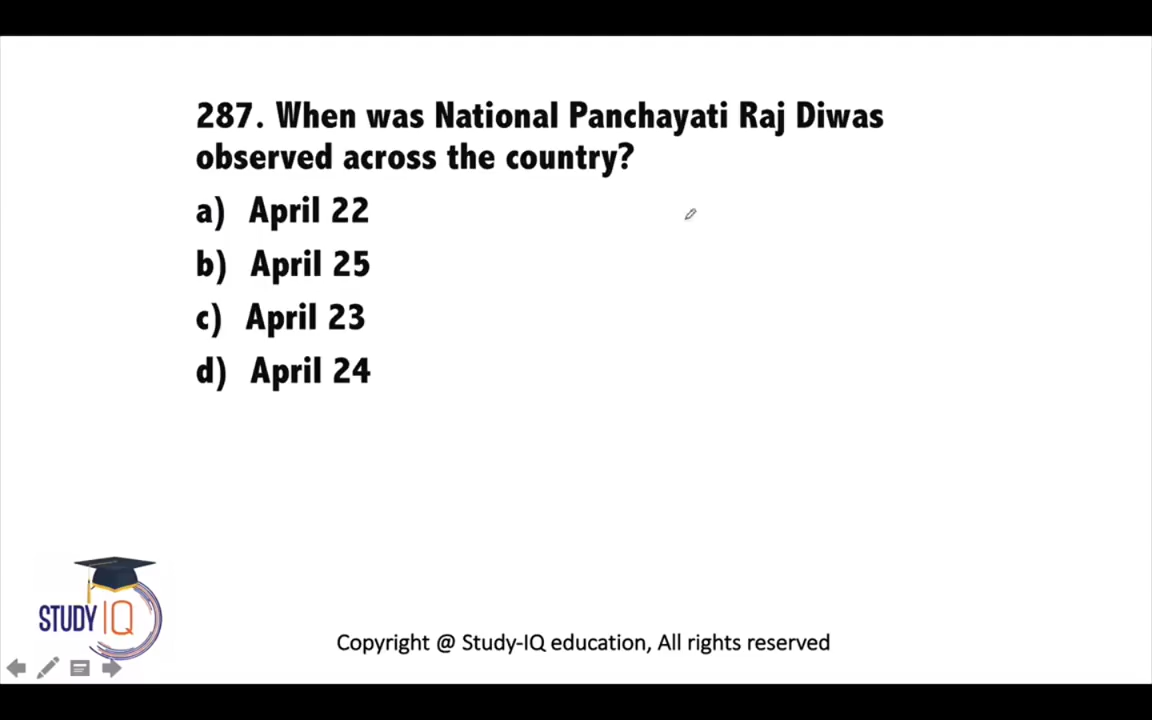 287. When was National Panchayati Raj Diwas
observed across the country?
a) April 22
b) April 25
c) April 23
d) April 24
STUDY IQ
Copyright @ Study-IQ education, All rights reserved